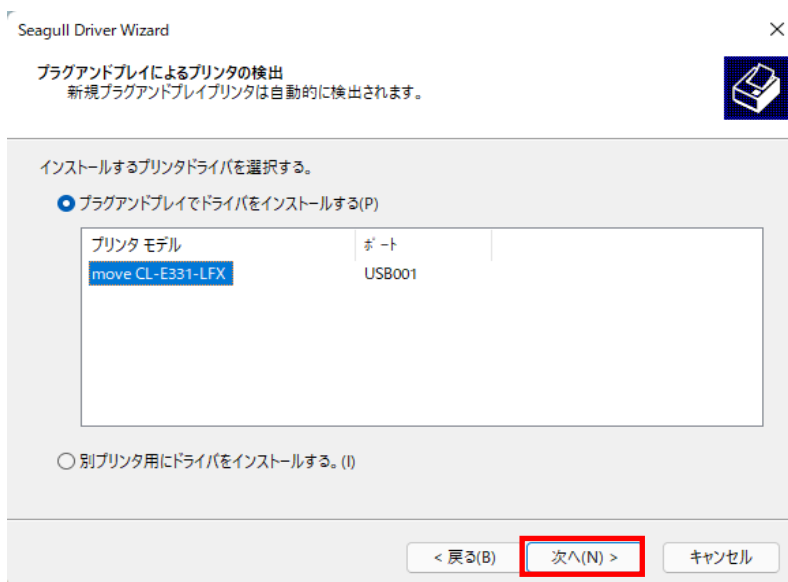 Seagull Driver Wizard
プラグアンドプレイによるプリンタの検出
新規プラグアンドプレイプリンタは自動的に検出されます。
インストールするプリンタドライバを選択する。
プラグアンドプレイでドライバをインストールする(P)
プリンタ モデル ポート
move CL-E331-LFX USB001
別プリンタ用にドライバをインストールする。(I)
< 戻る(B) 次へ(N) > キャンセル